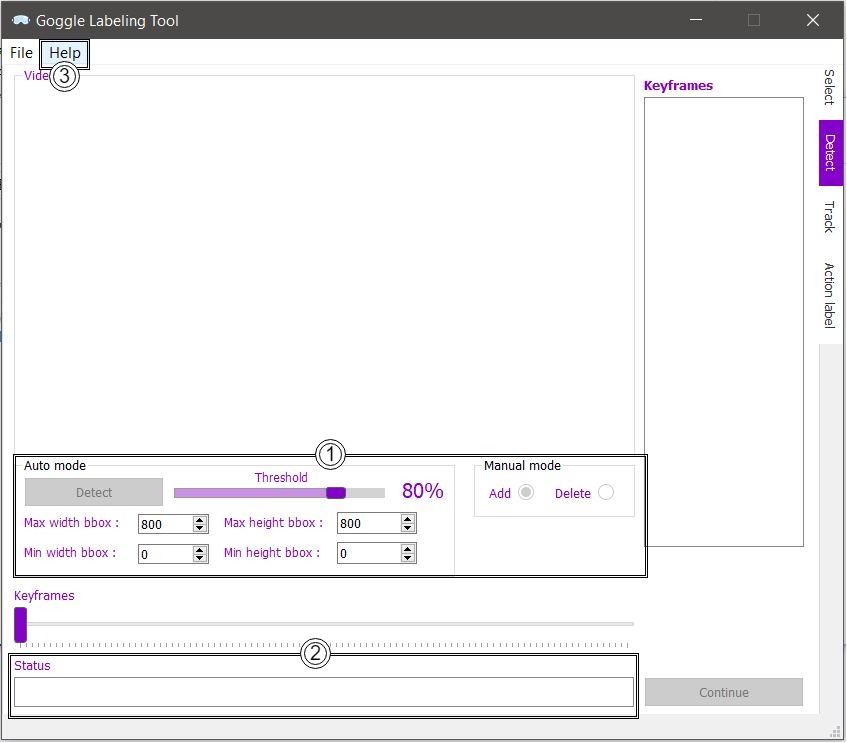 Goggle Labeling Tool
File Help
3
Vide
Keyframes
Select
Detect
Track
Action label
1
Auto mode
Manual mode
Threshold
Detect
80%
Add
Delete
Max width bbox : 800
Max height bbox : 800
Min width bbox : 0
Min height bbox : 0
Keyframes
2
Status
Continue